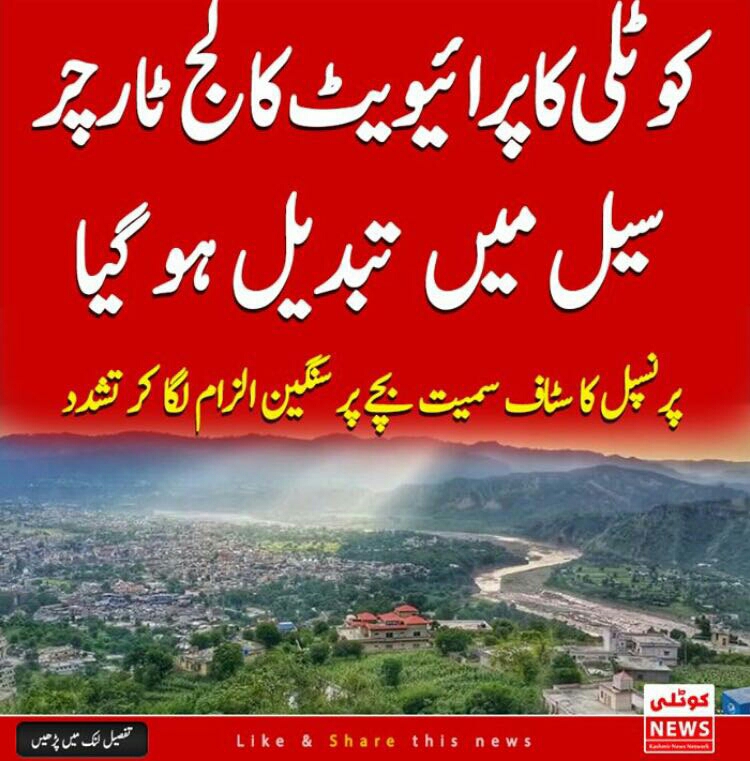 کوٹلی کا پرائیویٹ کالج ٹارچر
سیل میں تبدیل ہو گیا
پرنسپل کا سٹاف سمیت بچے پر سنگین الزام لگا کر تشدد
کوٹلی
NEWS
Kashmir News Network
Like & Share this news
تفصیل لنک میں پڑھیں